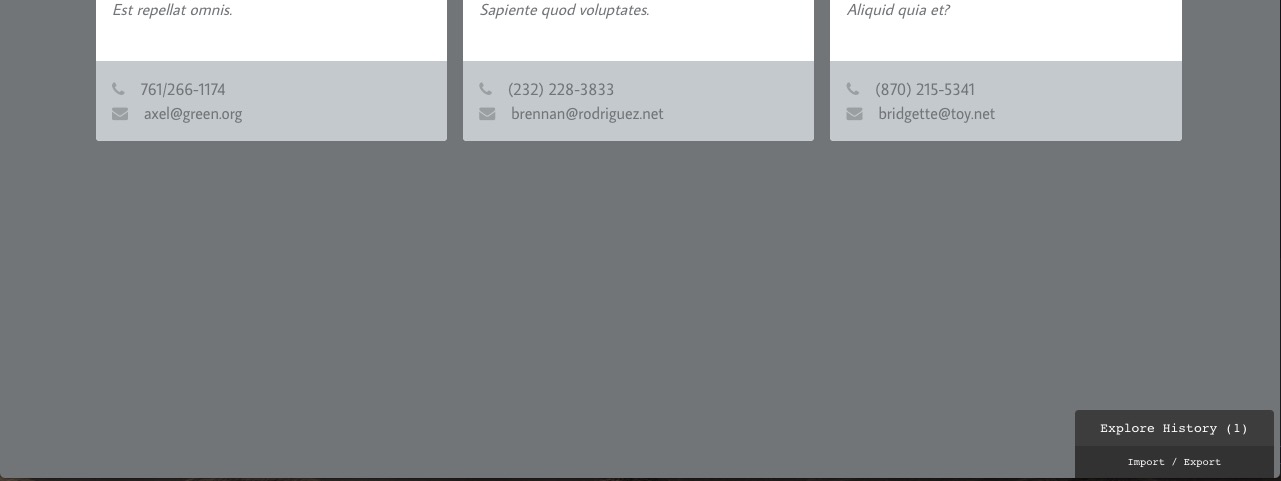 Est repellat omnis.
Sapiente quod voluptates.
Aliquid quia et?
761/266-1174
axel@green.org
(232) 228-3833
brennan@rodriguez.net
(870) 215-5341
bridgette@toy.net
Explore History (1)
Import / Export